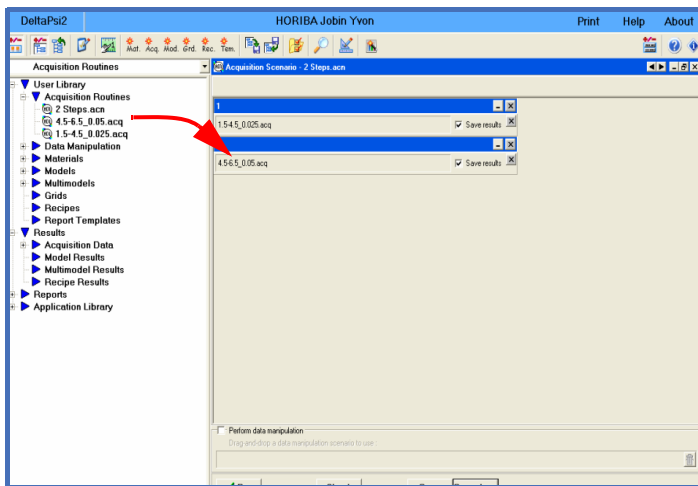 DeltaPsi2 HORIBA Jobin Yvon Print Help About
Mat. Acq. Mod. Grd. Rec. Tem.
Acquisition Routines
Acquisition Scenario - 2 Steps.acn
User Library
Acquisition Routines
2 Steps.acn
4.5-6.5_0.05.acq
1.5-4.5_0.025.acq
Data Manipulation
Materials
Models
Multimodels
Grids
Recipes
Report Templates
Results
Acquisition Data
Model Results
Multimodel Results
Recipe Results
Reports
Application Library
1
1.5-4.5_0.025.acq Save results
4.5-6.5_0.05.acq Save results
Perform data manipulation
Drag-and-drop a data manipulation scenario to use :